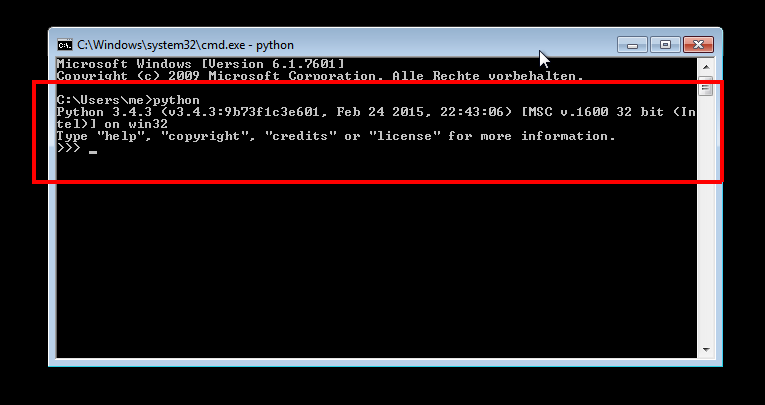 C:\Windows\system32\cmd.exe - python
Microsoft Windows [Version 6.1.7601]
Copyright (c) 2009 Microsoft Corporation. Alle Rechte vorbehalten.
C:\Users\me>python
Python 3.4.3 (v3.4.3:9b73f1c3e601, Feb 24 2015, 22:43:06) [MSC v.1600 32 bit (In
tel)] on win32
Type "help", "copyright", "credits" or "license" for more information.
>>> _